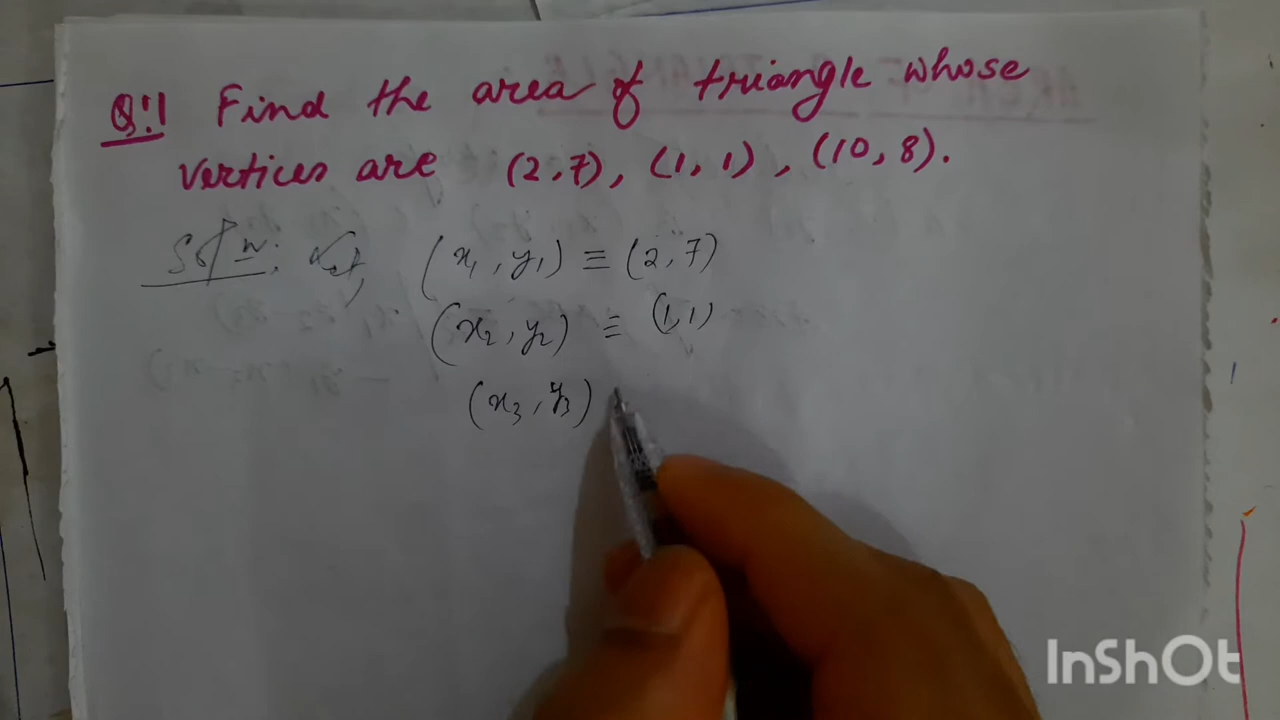 Q:1 Find the area of triangle whose
vertices are (2,7), (1, 1), (10, 8).
Sol n: Let, (x₁, y₁) ≡ (2, 7)
(x₂, y₂) ≡ (1, 1)
(x₃, y₃)
InShOt